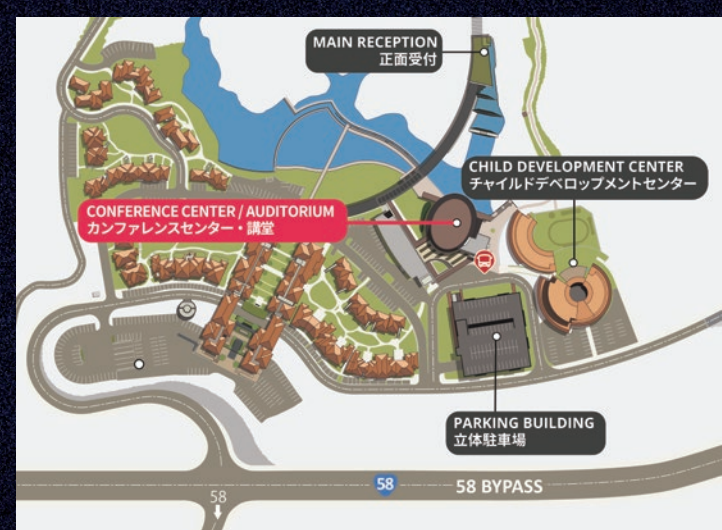 MAIN RECEPTION
正面受付
CHILD DEVELOPMENT CENTER
チャイルドデベロップメントセンター
CONFERENCE CENTER / AUDITORIUM
カンファレンスセンター・講堂
PARKING BUILDING
立体駐車場
58
58 BYPASS
58